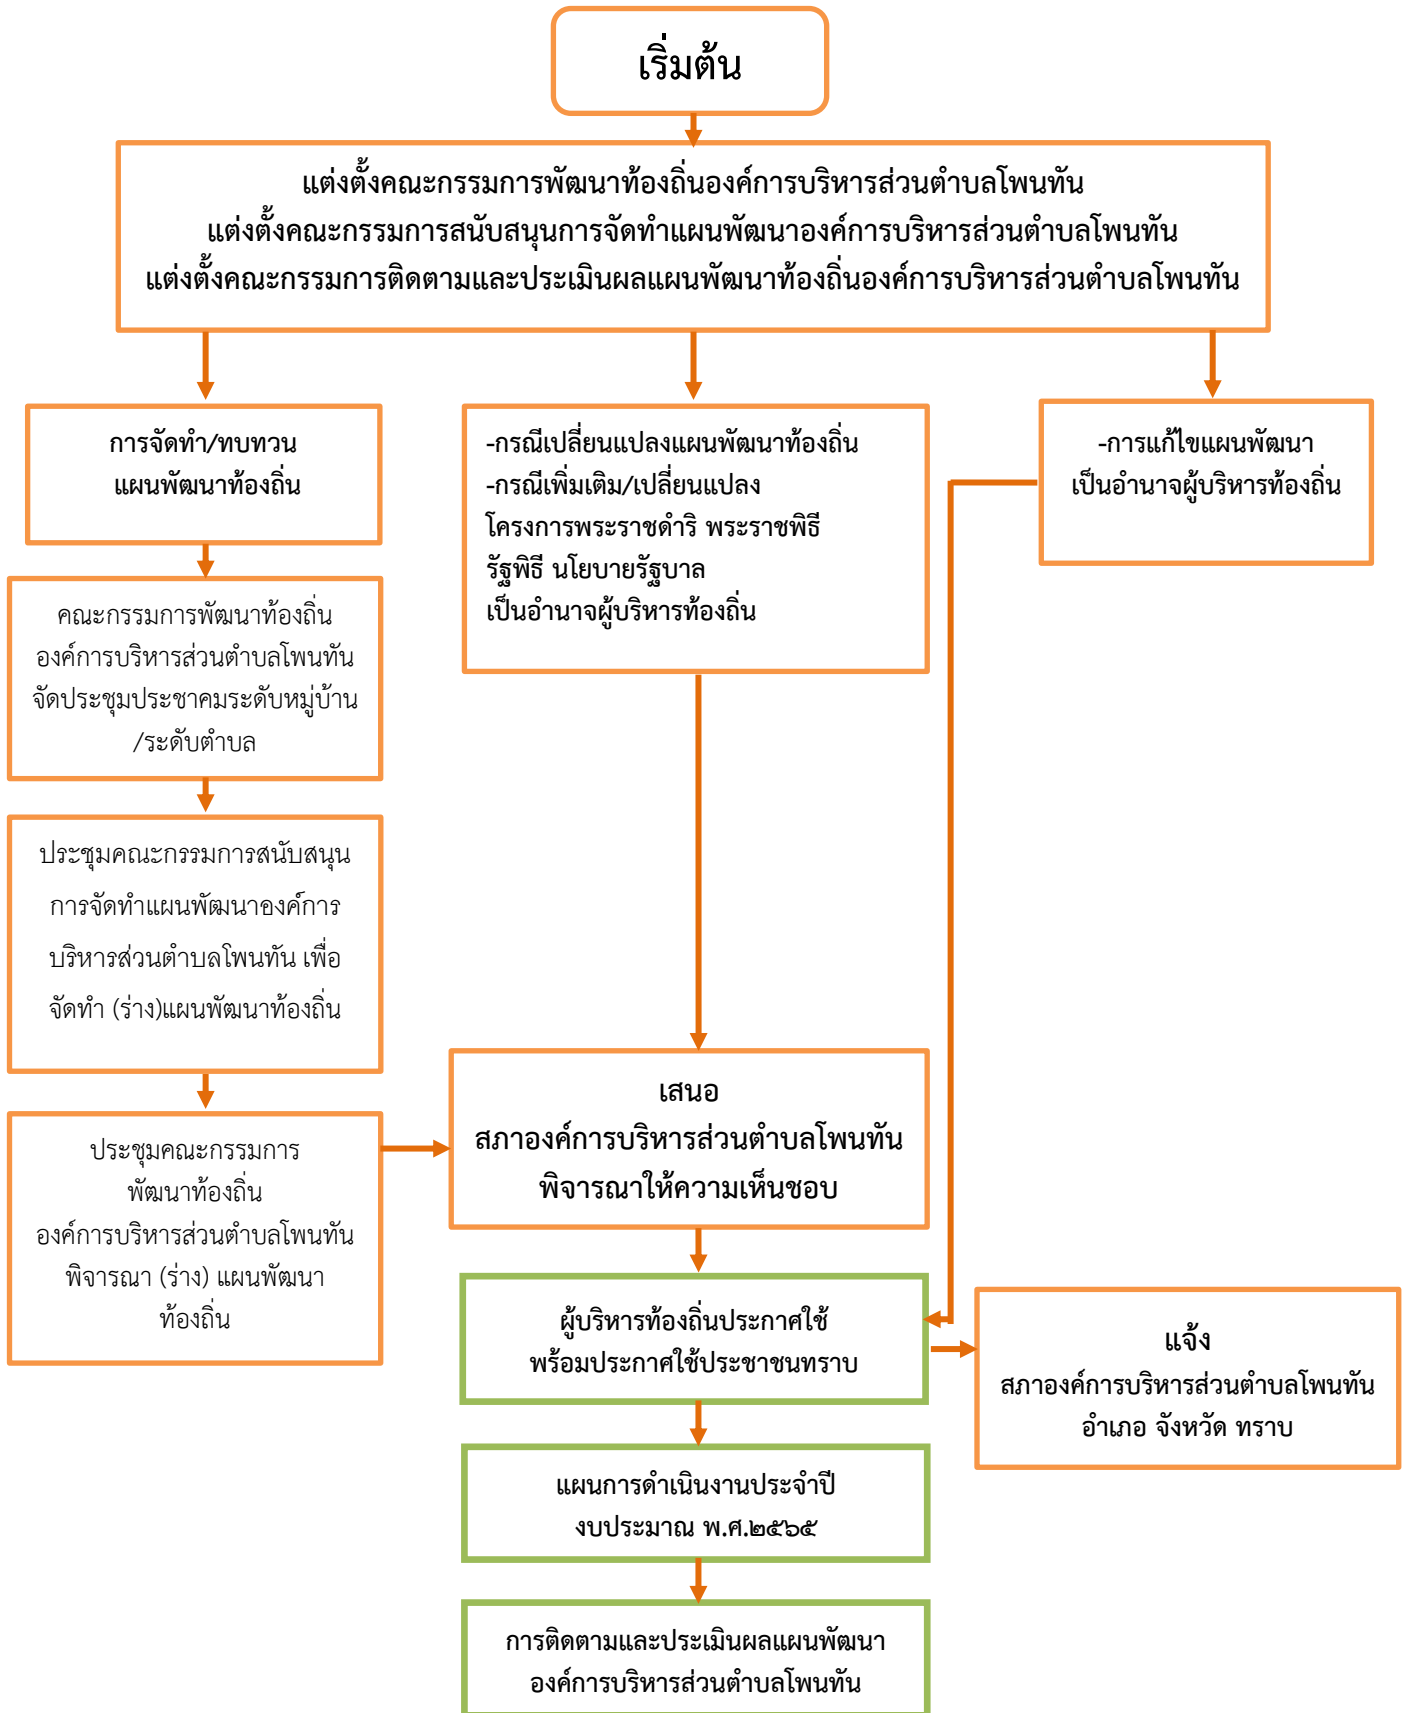 เริ่มต้น
แต่งตั้งคณะกรรมการพัฒนาท้องถิ่นองค์การบริหารส่วนตำบลโพนทัน
แต่งตั้งคณะกรรมการสนับสนุนการจัดทำแผนพัฒนาองค์การบริหารส่วนตำบลโพนทัน
แต่งตั้งคณะกรรมการติดตามและประเมินผลแผนพัฒนาท้องถิ่นองค์การบริหารส่วนตำบลโพนทัน
การจัดทำ/ทบทวน
แผนพัฒนาท้องถิ่น
-กรณีเปลี่ยนแปลงแผนพัฒนาท้องถิ่น
-กรณีเพิ่มเติม/เปลี่ยนแปลง
โครงการพระราชดำริ พระราชพิธี
รัฐพิธี นโยบายรัฐบาล
เป็นอำนาจผู้บริหารท้องถิ่น
-การแก้ไขแผนพัฒนา
เป็นอำนาจผู้บริหารท้องถิ่น
คณะกรรมการพัฒนาท้องถิ่น
องค์การบริหารส่วนตำบลโพนทัน
จัดประชุมประชาคมระดับหมู่บ้าน
/ระดับตำบล
ประชุมคณะกรรมการสนับสนุน
การจัดทำแผนพัฒนาองค์การ
บริหารส่วนตำบลโพนทัน เพื่อ
จัดทำ (ร่าง)แผนพัฒนาท้องถิ่น
ประชุมคณะกรรมการ
พัฒนาท้องถิ่น
องค์การบริหารส่วนตำบลโพนทัน
พิจารณา (ร่าง) แผนพัฒนา
ท้องถิ่น
เสนอ
สภาองค์การบริหารส่วนตำบลโพนทัน
พิจารณาให้ความเห็นชอบ
ผู้บริหารท้องถิ่นประกาศใช้
พร้อมประกาศใช้ประชาชนทราบ
แจ้ง
สภาองค์การบริหารส่วนตำบลโพนทัน
อำเภอ จังหวัด ทราบ
แผนการดำเนินงานประจำปี
งบประมาณ พ.ศ.๒๕๖๕
การติดตามและประเมินผลแผนพัฒนา
องค์การบริหารส่วนตำบลโพนทัน